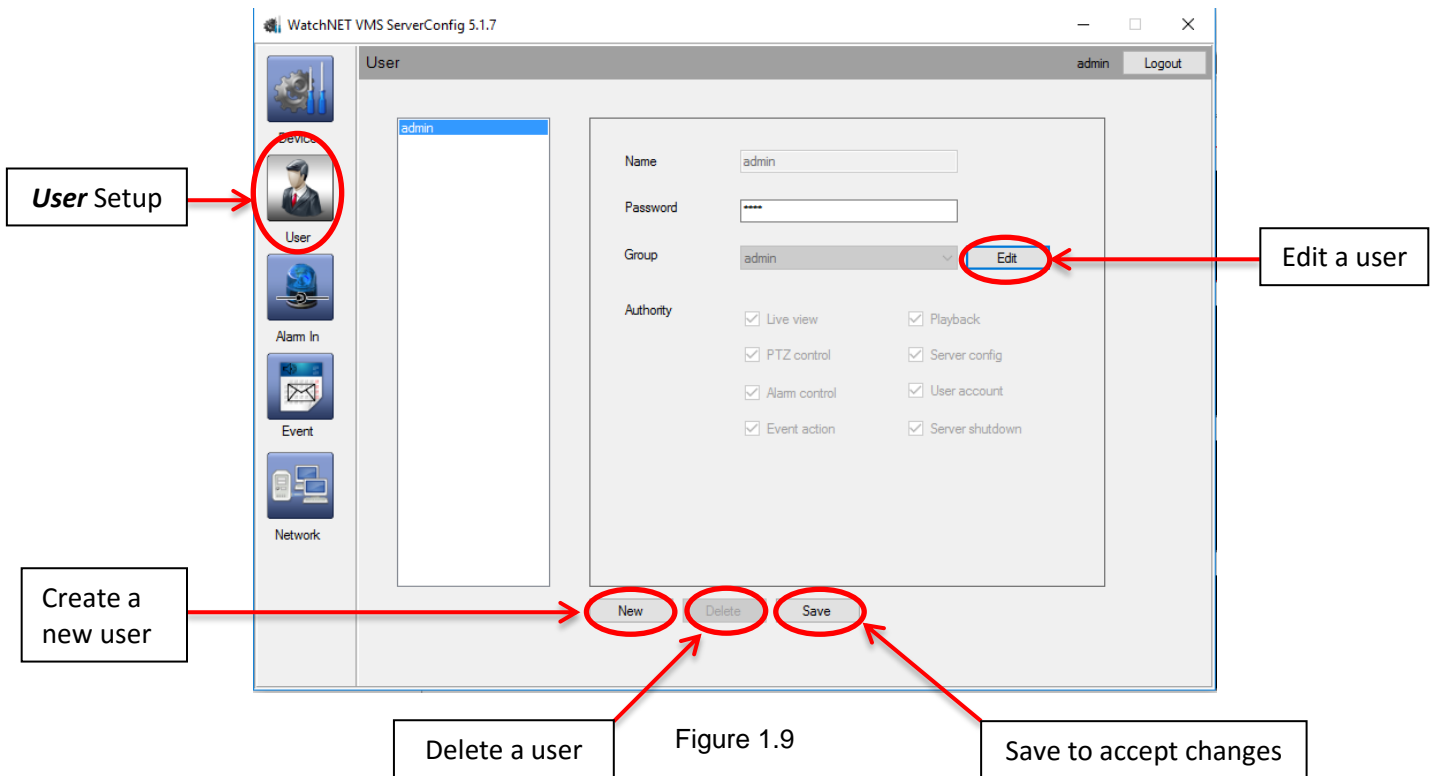 WatchNET VMS ServerConfig 5.1.7
User
admin
Logout
Device
User
Alarm In
Event
Network
admin
Name
admin
Password
****
Group
admin
Edit
Authority
Live view
Playback
PTZ control
Server config
Alarm control
User account
Event action
Server shutdown
New
Delete
Save
User Setup
Edit a user
Create a
new user
Delete a user
Figure 1.9
Save to accept changes